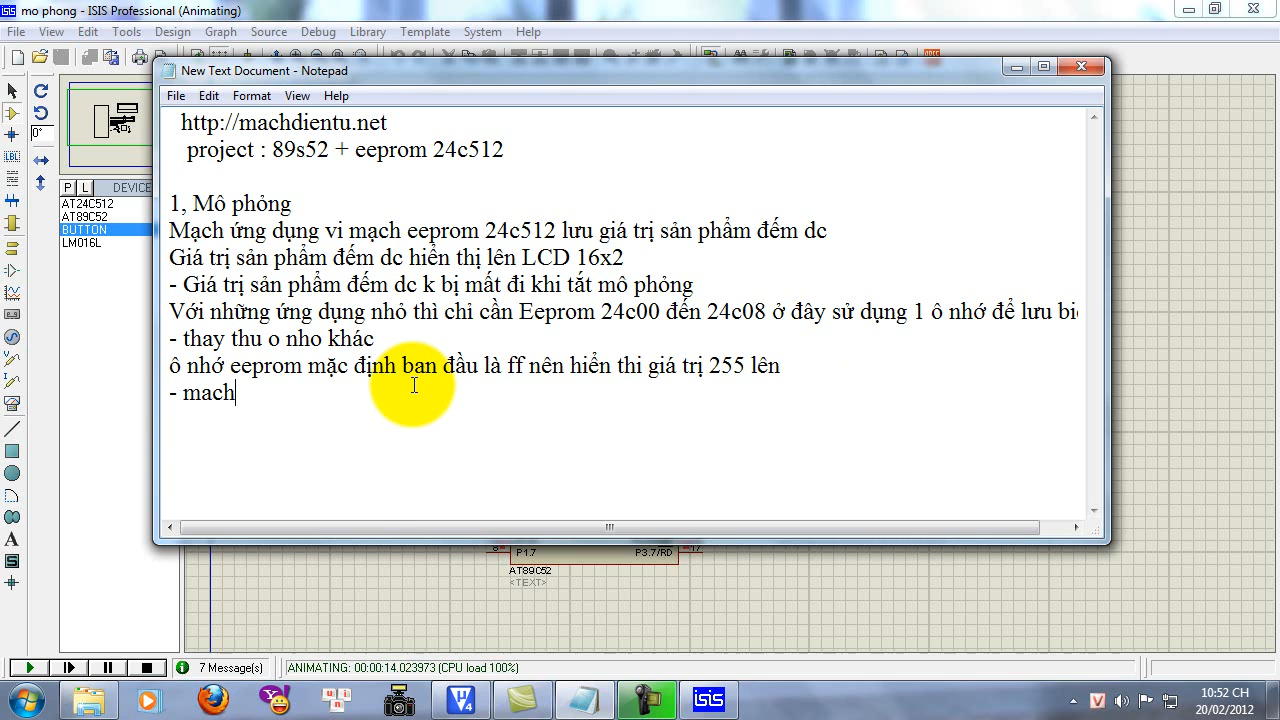 mo phong - ISIS Professional (Animating)
File View Edit Tools Design Graph Source Debug Library Template System Help
New Text Document - Notepad
File Edit Format View Help
http://machdientu.net
project : 89s52 + eeprom 24c512
1, Mô phỏng
Mạch ứng dụng vi mạch eeprom 24c512 lưu giá trị sản phẩm đếm dc
Giá trị sản phẩm đếm dc hiển thị lên LCD 16x2
- Giá trị sản phẩm đếm dc k bị mất đi khi tắt mô phỏng
Với những ứng dụng nhỏ thì chỉ cần Eeprom 24c00 đến 24c08 ở đây sử dụng 1 ô nhớ để lưu
- thay thu o nho khác
ô nhớ eeprom mặc định ban đầu là ff nên hiển thi giá trị 255 lên
- mach
0°
LBL
P L DEVICE
AT24C512
AT89C52
BUTTON
LM016L
A
8 P1.7 P3.7/RD 17
AT89C52
<TEXT>
7 Message(s)
ANIMATING: 00:00:14.023973 (CPU load 100%)
isis
V
10:52 CH
20/02/2012